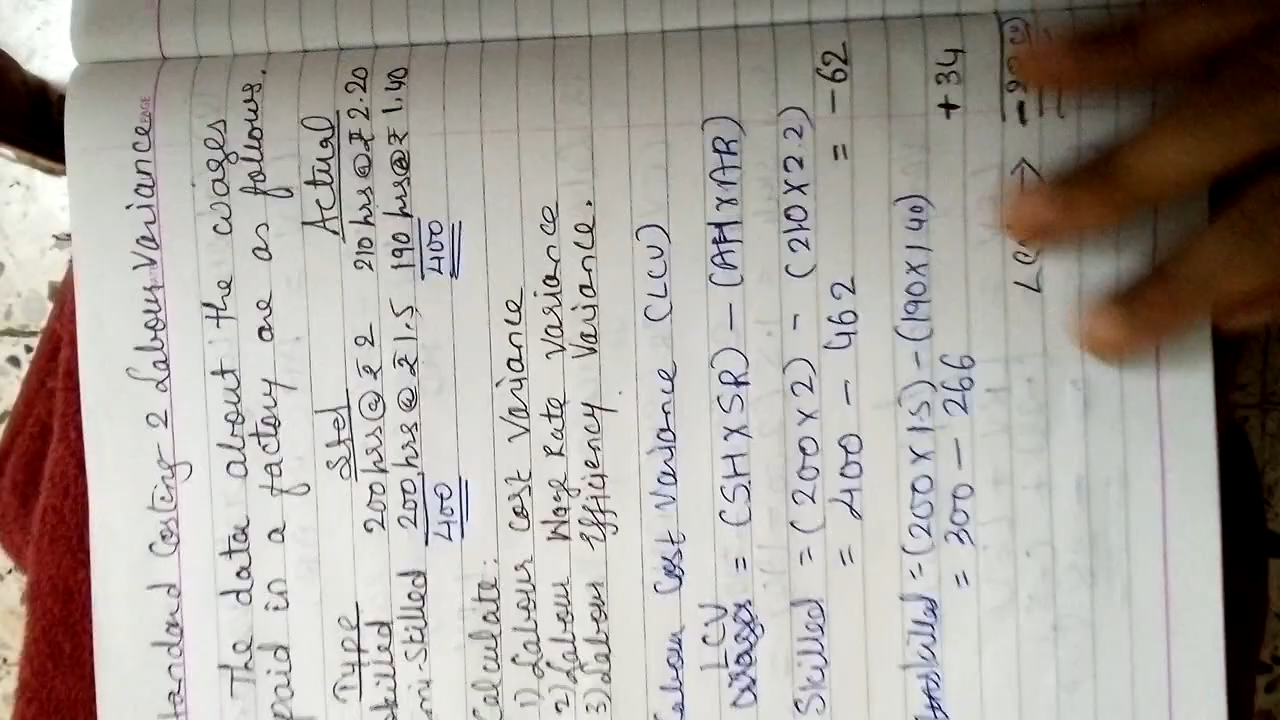 tandard Costing - 2 Labour Variance
The data about the wages
paid in a factory are as follows.
Type Std Actual
Skilled 200 hrs @ ₹ 2 210 hrs @ ₹ 2.20
mi-Skilled 200 hrs @ ₹ 1.5 190 hrs @ ₹ 1.40
400 400
Calculate:
1) Labour Cost Variance
2) Labour Wage Rate Variance
3) Labour Efficiency Variance.
abour Cost Variance (LCV)
LCV = (SH X SR) - (AH X AR)
Skilled = (200 X 2) - (210 X 2.2)
= 400 - 462 = -62
skilled = (200 X 1.5) - (190 X 1.40)
= 300 - 266 +34